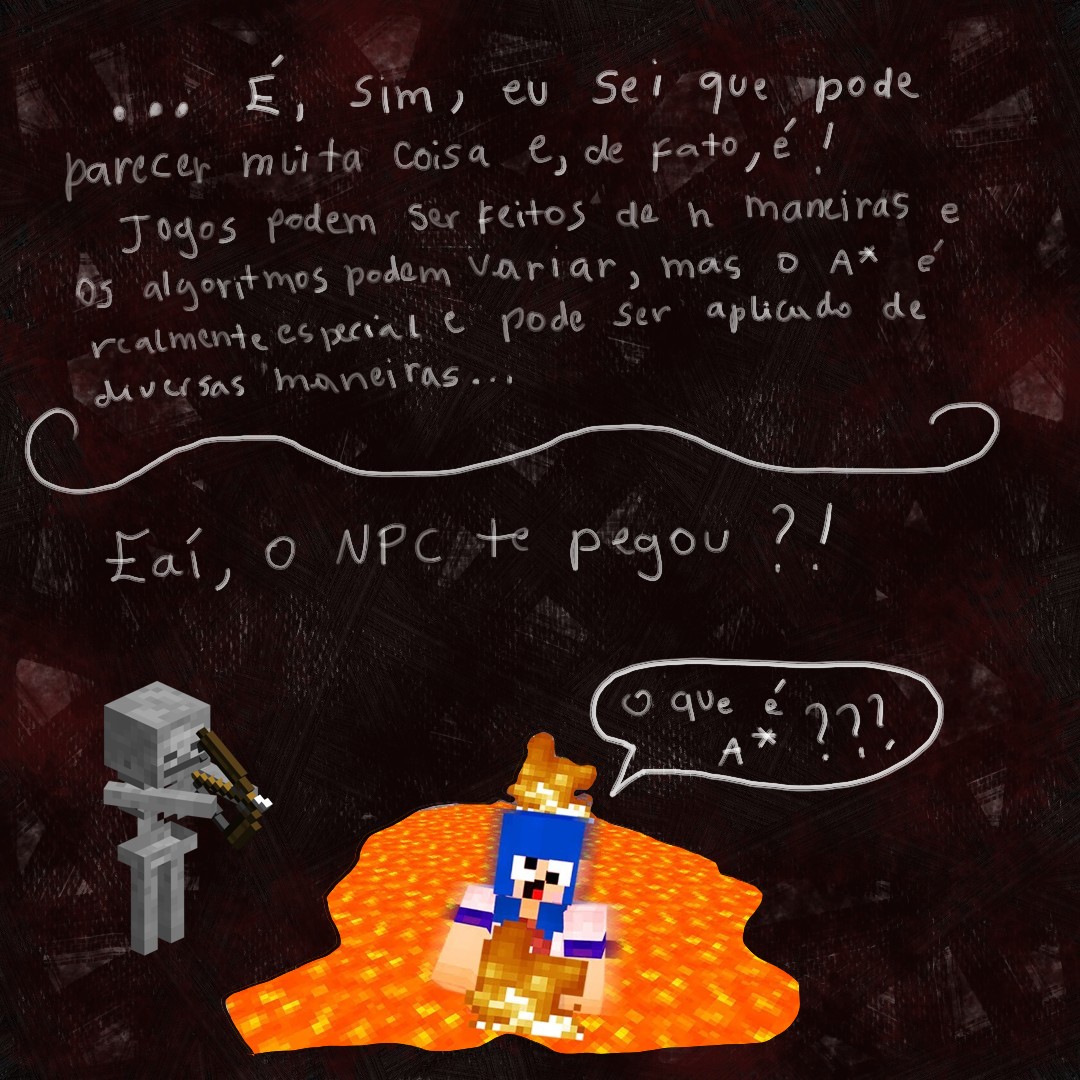 ... É, sim, eu sei que pode
parecer muita coisa e, de fato, é!
Jogos podem ser feitos de n maneiras e
os algoritmos podem variar, mas o A* é
realmente especial e pode ser aplicado de
diversas maneiras...
Eaí, o NPC te pegou?!
O que é
A* ???